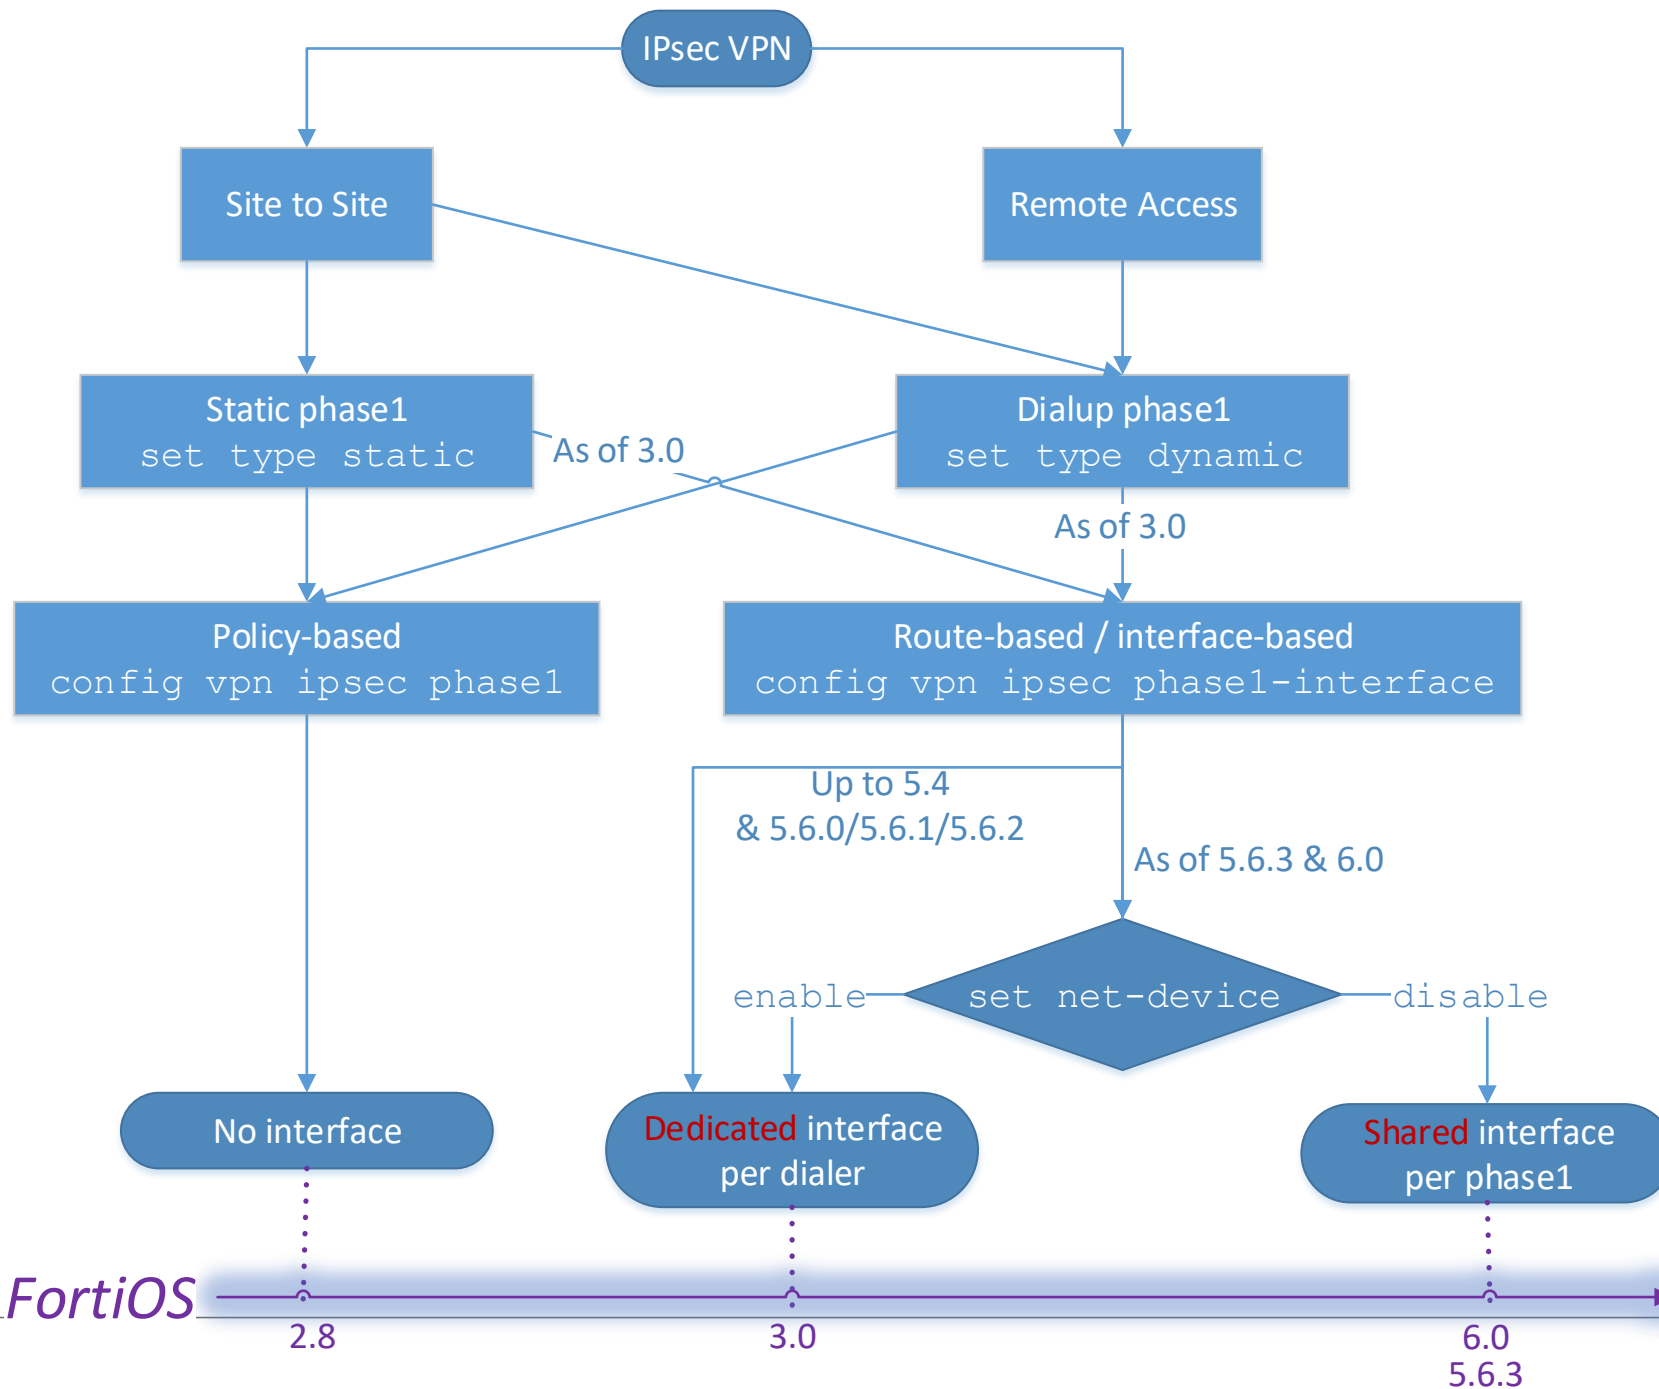 IPsec VPN
Site to Site
Remote Access
Static phase1
set type static
Dialup phase1
set type dynamic
As of 3.0
As of 3.0
Policy-based
config vpn ipsec phase1
Route-based / interface-based
config vpn ipsec phase1-interface
Up to 5.4
& 5.6.0/5.6.1/5.6.2
As of 5.6.3 & 6.0
enable
set net-device
disable
No interface
Dedicated interface
per dialer
Shared interface
per phase1
FortiOS
2.8
3.0
6.0
5.6.3